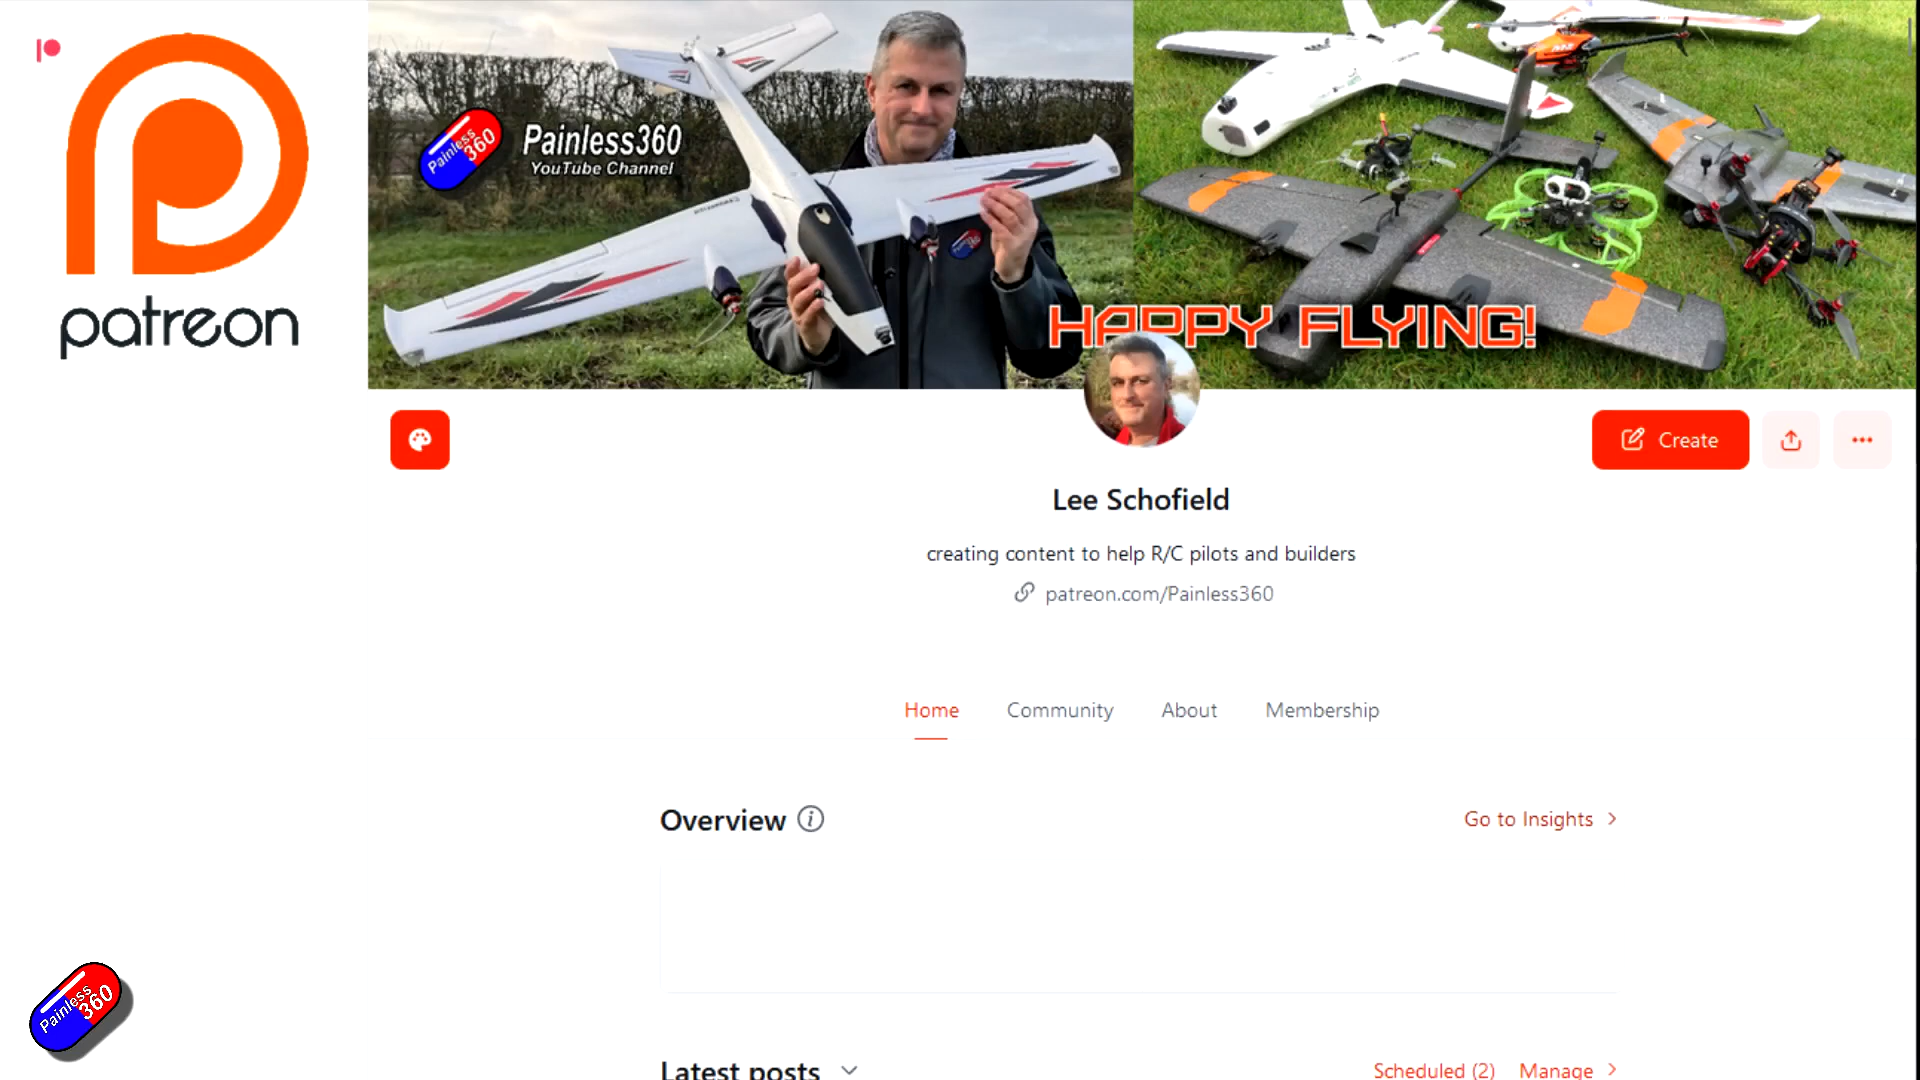 patreon
Painless
360
Painless360
YouTube Channel
HAPPY FLYING!
Create
Lee Schofield
creating content to help R/C pilots and builders
patreon.com/Painless360
Home
Community
About
Membership
Overview
Go to Insights
Latest posts
Scheduled (2)
Manage
Painless
360